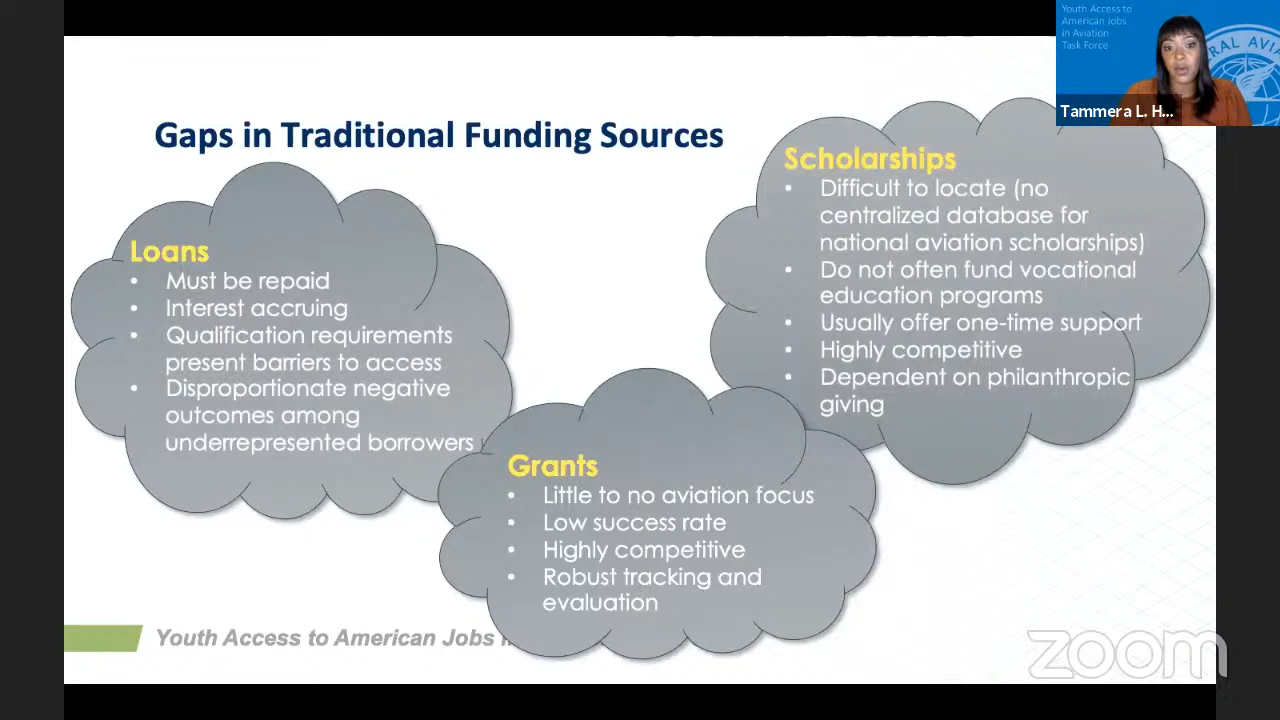 Youth Access to
American Jobs
in Aviation
Task Force
RAL AVIA
Tammera L. H...
Gaps in Traditional Funding Sources
Loans
• Must be repaid
• Interest accruing
• Qualification requirements
present barriers to access
• Disproportionate negative
outcomes among
underrepresented borrowers
Grants
• Little to no aviation focus
• Low success rate
• Highly competitive
• Robust tracking and
evaluation
Scholarships
• Difficult to locate (no
centralized database for
national aviation scholarships)
• Do not often fund vocational
education programs
• Usually offer one-time support
• Highly competitive
• Dependent on philanthropic
giving
Youth Access to American Jobs
zoom